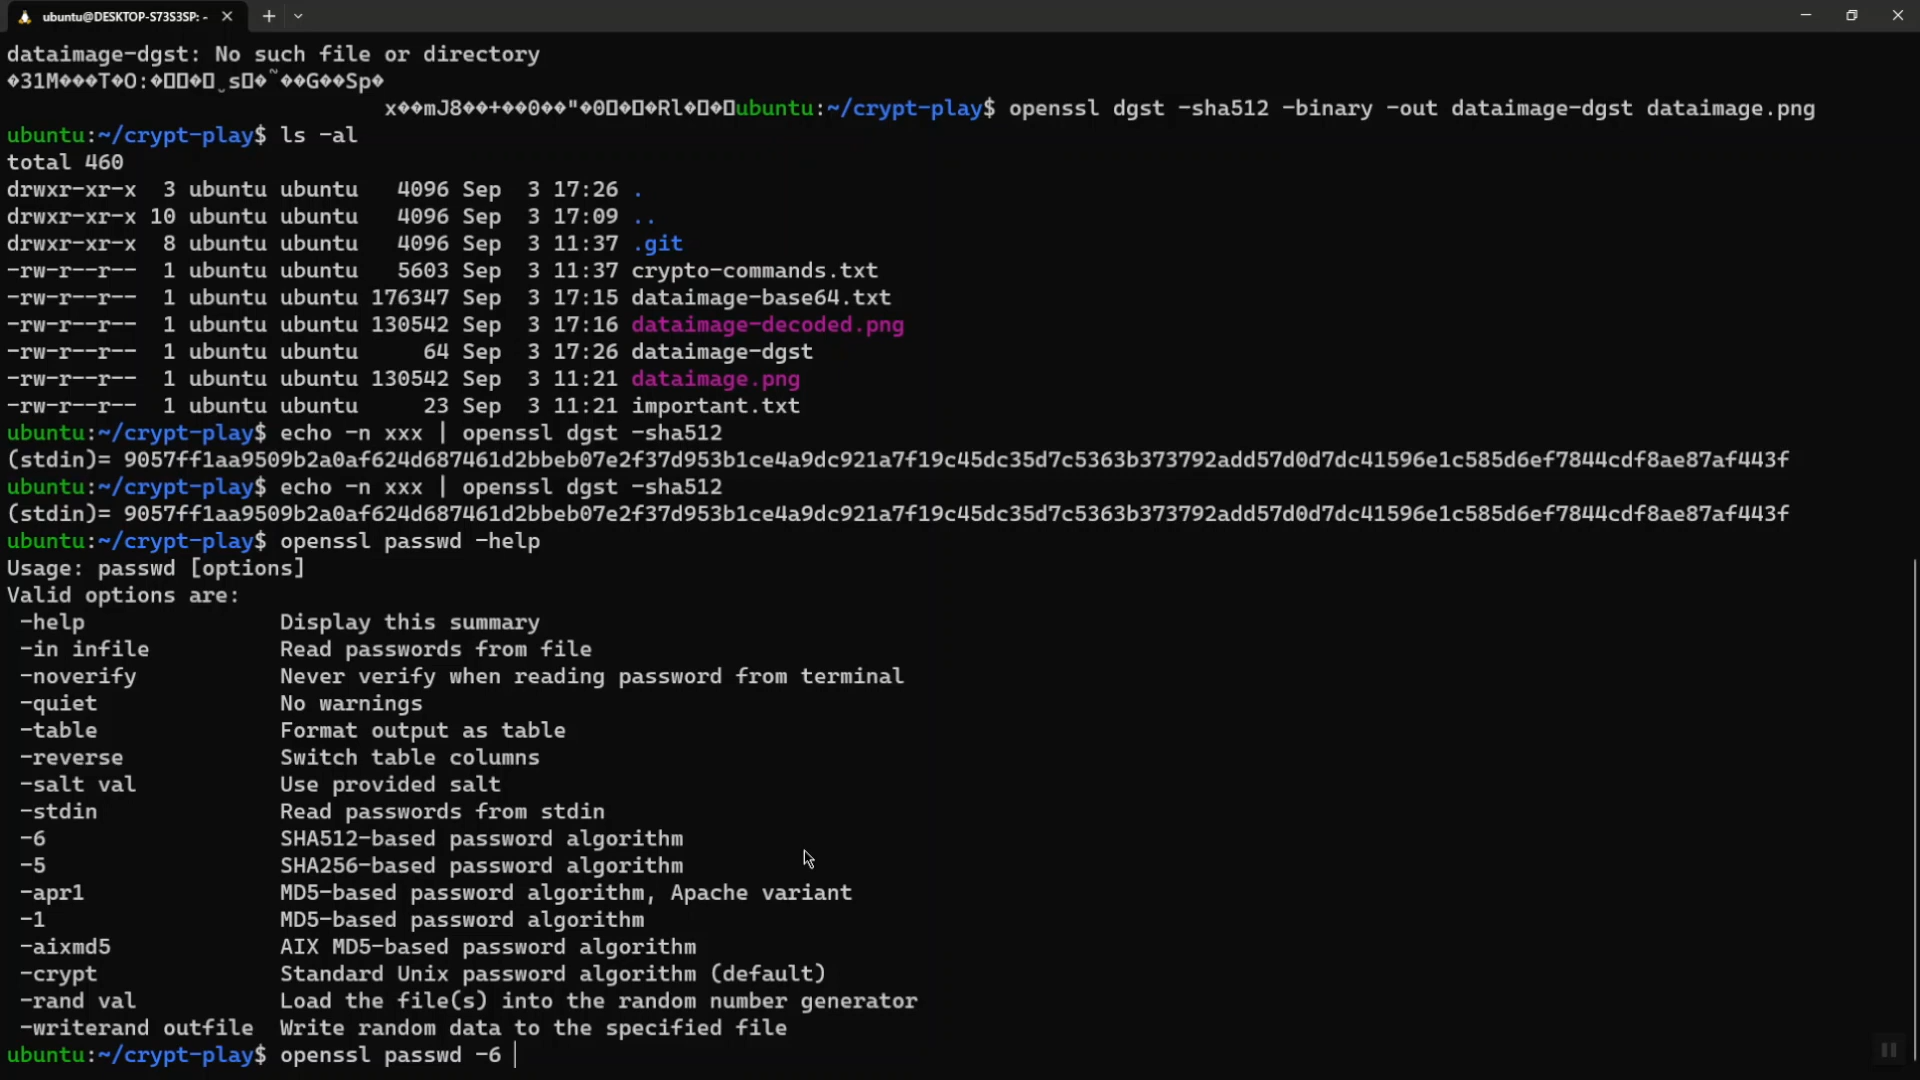 ubuntu@DESKTOP-S73S3SP: ~
dataimage-dgst: No such file or directory
ubuntu:~/crypt-play$ openssl dgst -sha512 -binary -out dataimage-dgst dataimage.png
ubuntu:~/crypt-play$ ls -al
total 460
drwxr-xr-x  3 ubuntu ubuntu   4096 Sep  3 17:26 .
drwxr-xr-x 10 ubuntu ubuntu   4096 Sep  3 17:09 ..
drwxr-xr-x  8 ubuntu ubuntu   4096 Sep  3 11:37 .git
-rw-r--r--  1 ubuntu ubuntu   5603 Sep  3 11:37 crypto-commands.txt
-rw-r--r--  1 ubuntu ubuntu 176347 Sep  3 17:15 dataimage-base64.txt
-rw-r--r--  1 ubuntu ubuntu 130542 Sep  3 17:16 dataimage-decoded.png
-rw-r--r--  1 ubuntu ubuntu     64 Sep  3 17:26 dataimage-dgst
-rw-r--r--  1 ubuntu ubuntu 130542 Sep  3 11:21 dataimage.png
-rw-r--r--  1 ubuntu ubuntu     23 Sep  3 11:21 important.txt
ubuntu:~/crypt-play$ echo -n xxx | openssl dgst -sha512
(stdin)= 9057ff1aa9509b2a0af624d687461d2bbeb07e2f37d953b1ce4a9dc921a7f19c45dc35d7c5363b373792add57d0d7dc41596e1c585d6ef7844cdf8ae87af443f
ubuntu:~/crypt-play$ echo -n xxx | openssl dgst -sha512
(stdin)= 9057ff1aa9509b2a0af624d687461d2bbeb07e2f37d953b1ce4a9dc921a7f19c45dc35d7c5363b373792add57d0d7dc41596e1c585d6ef7844cdf8ae87af443f
ubuntu:~/crypt-play$ openssl passwd -help
Usage: passwd [options]
Valid options are:
 -help               Display this summary
 -in infile          Read passwords from file
 -noverify           Never verify when reading password from terminal
 -quiet              No warnings
 -table              Format output as table
 -reverse            Switch table columns
 -salt val           Use provided salt
 -stdin              Read passwords from stdin
 -6                  SHA512-based password algorithm
 -5                  SHA256-based password algorithm
 -apr1               MD5-based password algorithm, Apache variant
 -1                  MD5-based password algorithm
 -aixmd5             AIX MD5-based password algorithm
 -crypt              Standard Unix password algorithm (default)
 -rand val           Load the file(s) into the random number generator
 -writerand outfile  Write random data to the specified file
ubuntu:~/crypt-play$ openssl passwd -6